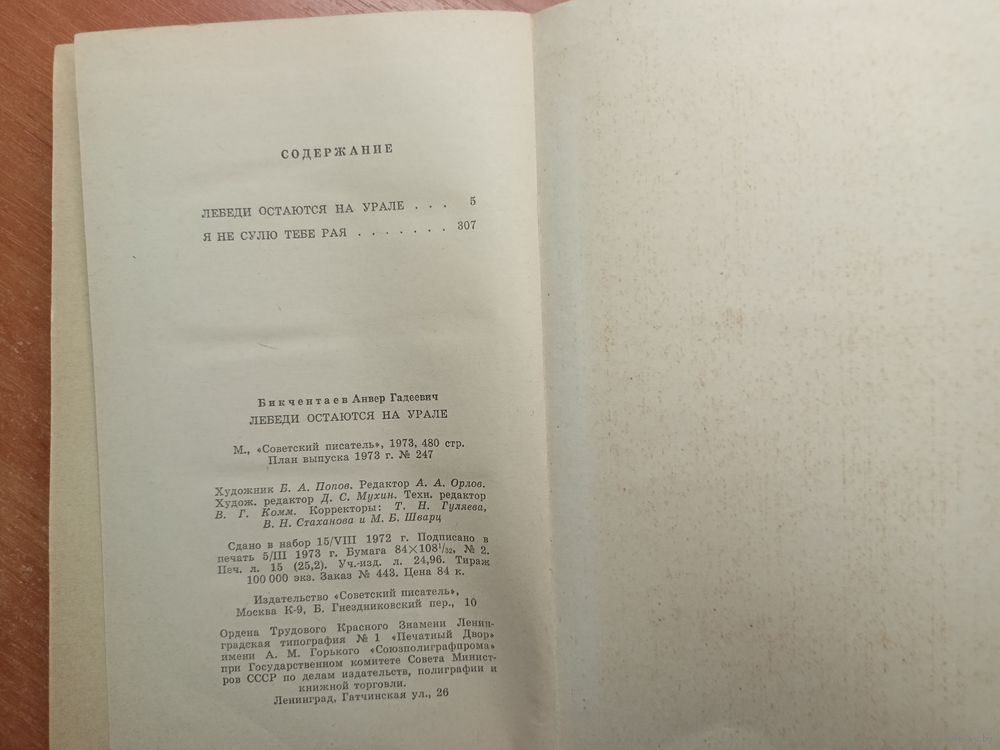 СОДЕРЖАНИЕ
ЛЕБЕДИ ОСТАЮТСЯ НА УРАЛЕ . . . 5
Я НЕ СУЛЮ ТЕБЕ РАЯ . . . . . . . 307
Бикчентаев Анвер Гадеевич
ЛЕБЕДИ ОСТАЮТСЯ НА УРАЛЕ
М., «Советский писатель», 1973, 480 стр.
План выпуска 1973 г. № 247
Художник Б. А. Попов. Редактор А. А. Орлов.
Худож. редактор Д. С. Мухин. Техн. редактор
В. Г. Комм. Корректоры: Т. Н. Гуляева,
В. Н. Стаханова и М. Б. Шварц
Сдано в набор 15/VIII 1972 г. Подписано в
печать 5/III 1973 г. Бумага 84×108¹/₃₂, № 2.
Печ. л. 15 (25,2). Уч.-изд. л. 24,96. Тираж
100 000 экз. Заказ № 443. Цена 84 к.
Издательство «Советский писатель»,
Москва К-9, Б. Гнездниковский пер., 10
Ордена Трудового Красного Знамени Ленин-
градская типография № 1 «Печатный Двор»
имени А. М. Горького «Союзполиграфпрома»
при Государственном комитете Совета Минист-
ров СССР по делам издательств, полиграфии и
книжной торговли.
Ленинград, Гатчинская ул., 26